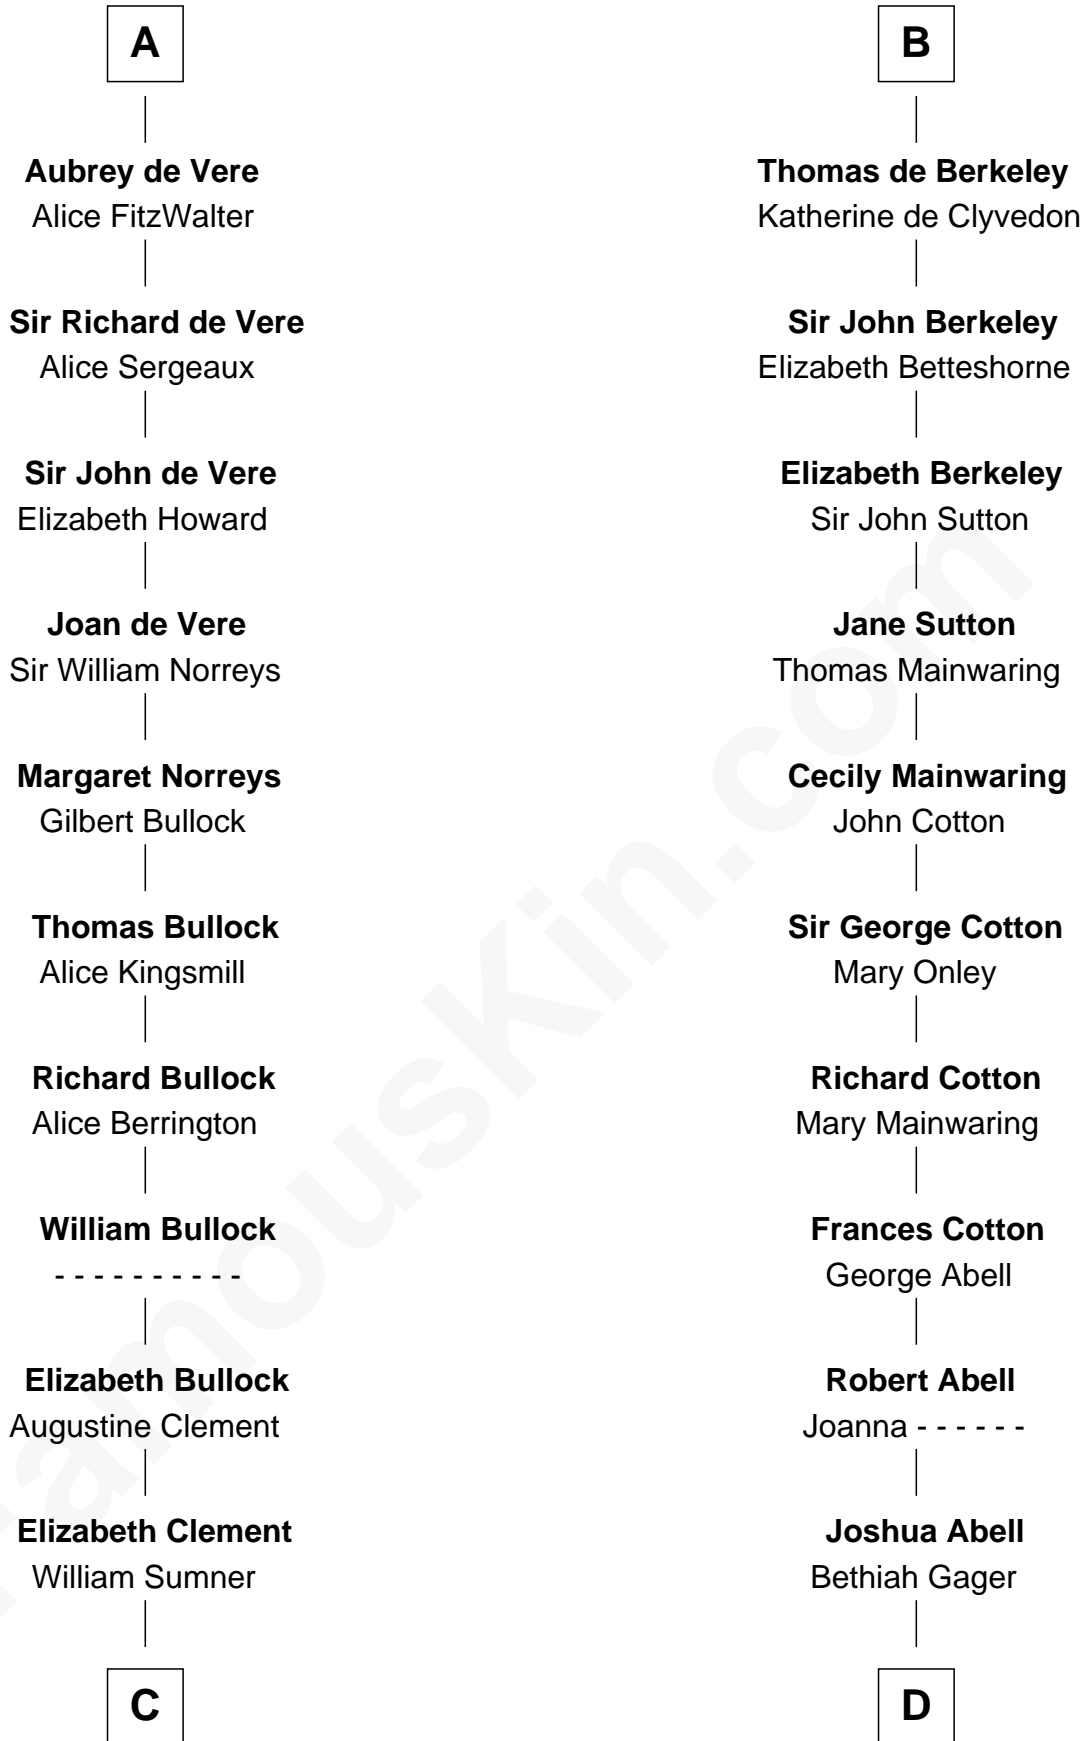 A
Aubrey de Vere
Alice FitzWalter
Sir Richard de Vere
Alice Sergeaux
Sir John de Vere
Elizabeth Howard
Joan de Vere
Sir William Norreys
Margaret Norreys
Gilbert Bullock
Thomas Bullock
Alice Kingsmill
Richard Bullock
Alice Berrington
William Bullock
- - - - - - - - - -
Elizabeth Bullock
Augustine Clement
Elizabeth Clement
William Sumner
C
B
Thomas de Berkeley
Katherine de Clyvedon
Sir John Berkeley
Elizabeth Betteshorne
Elizabeth Berkeley
Sir John Sutton
Jane Sutton
Thomas Mainwaring
Cecily Mainwaring
John Cotton
Sir George Cotton
Mary Onley
Richard Cotton
Mary Mainwaring
Frances Cotton
George Abell
Robert Abell
Joanna - - - - - -
Joshua Abell
Bethiah Gager
D
FamousKin.com